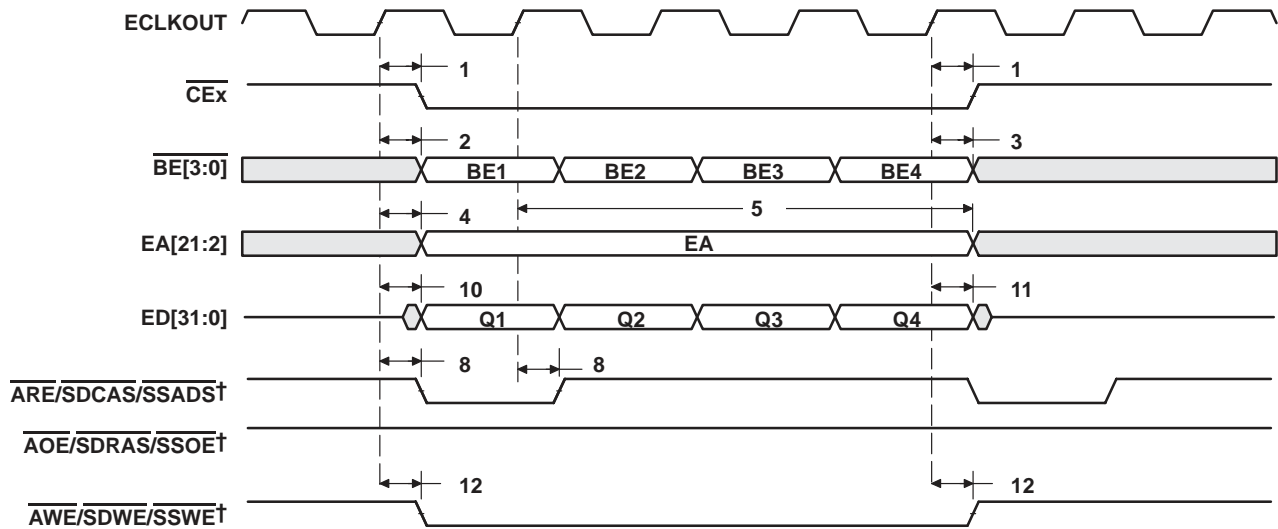 ECLKOUT
1 1
CEx
2 3
BE[3:0] BE1 BE2 BE3 BE4
4 5
EA[21:2] EA
10 11
ED[31:0] Q1 Q2 Q3 Q4
8 8
ARE/SDCAS/SSADS†
AOE/SDRAS/SSOE†
12 12
AWE/SDWE/SSWE†